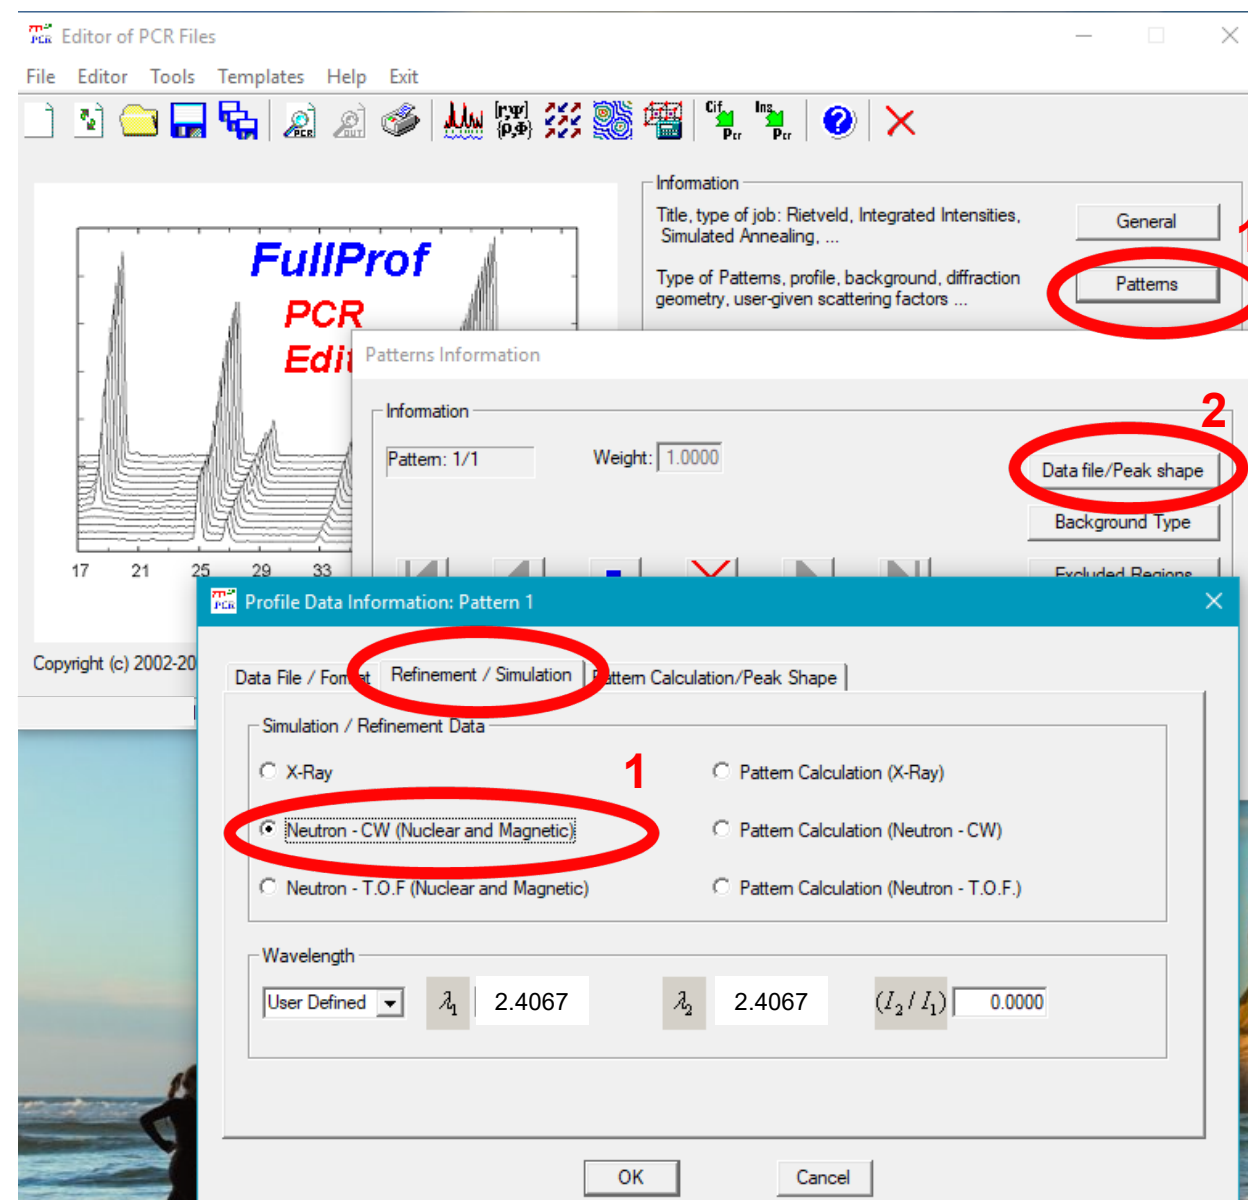 Editor of PCR Files
File Editor Tools Templates Help Exit
Information
Title, type of job: Rietveld, Integrated Intensities,
Simulated Annealing, ...
General
Type of Patterns, profile, background, diffraction
geometry, user-given scattering factors ...
Patterns
FullProf
PCR
Patterns Information
Information
Pattern: 1/1
Weight: 1.0000
2
Data file/Peak shape
Background Type
Excluded Regions
17 21 25 29 33
Profile Data Information: Pattern 1
Copyright (c) 2002-20
Data File / Format Refinement / Simulation Pattern Calculation/Peak Shape
Simulation / Refinement Data
1
X-Ray
Pattern Calculation (X-Ray)
Neutron - CW (Nuclear and Magnetic)
Pattern Calculation (Neutron - CW)
Neutron - T.O.F (Nuclear and Magnetic)
Pattern Calculation (Neutron - T.O.F.)
Wavelength
User Defined λ1 2.4067 λ2 2.4067 (I2 / I1) 0.0000
OK Cancel